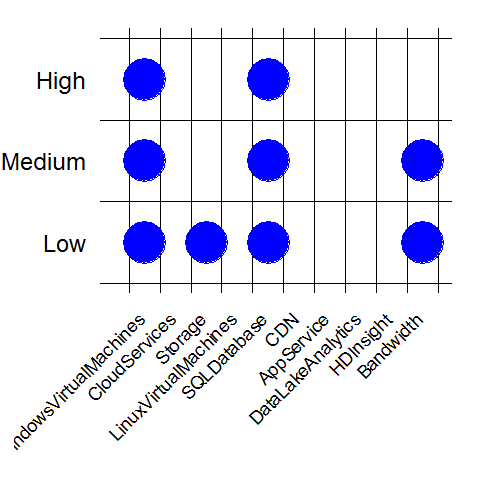 High
Medium
Low
ndowsVirtualMachines
CloudServices
Storage
LinuxVirtualMachines
SQLDatabase
CDN
AppService
DataLakeAnalytics
HDInsight
Bandwidth